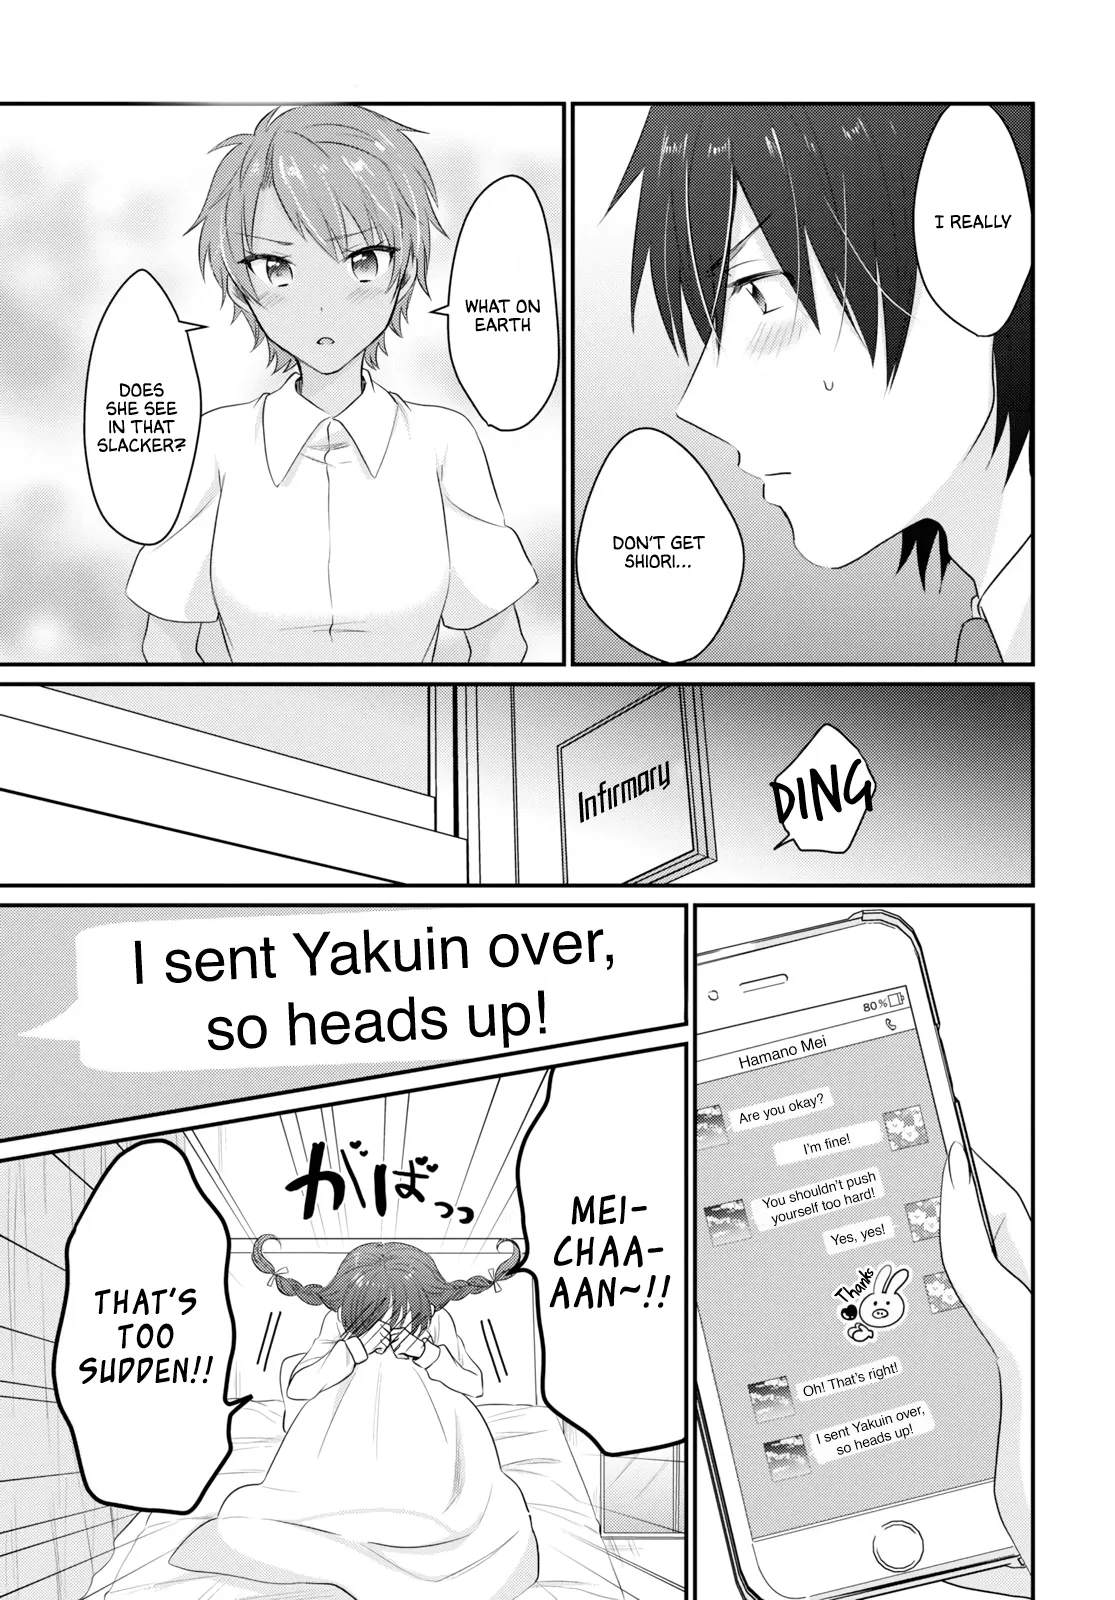 I REALLY
DON'T GET
SHIORI...
WHAT ON
EARTH
DOES
SHE SEE
IN THAT
SLACKER?
Infirmary
DING
80%
Hamano Mei
Are you okay?
I'm fine!
You shouldn't push
yourself too hard!
Yes, yes!
Thanks
Oh! That's right!
I sent Yakuin over,
so heads up!
I sent Yakuin over,
so heads up!
MEI-
CHAA-
AAN~!!
がばっっ
THAT'S
TOO
SUDDEN!!